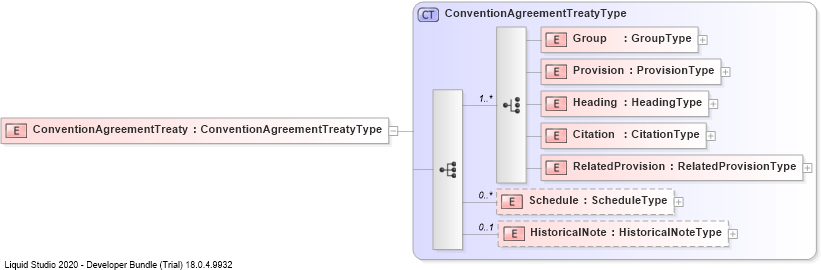 CT ConventionAgreementTreatyType
E Group : GroupType
E Provision : ProvisionType
1..* E Heading : HeadingType
E ConventionAgreementTreaty : ConventionAgreementTreatyType
E Citation : CitationType
E RelatedProvision : RelatedProvisionType
0..* E Schedule : ScheduleType
0..1 E HistoricalNote : HistoricalNoteType
Liquid Studio 2020 - Developer Bundle (Trial) 18.0.4.9932